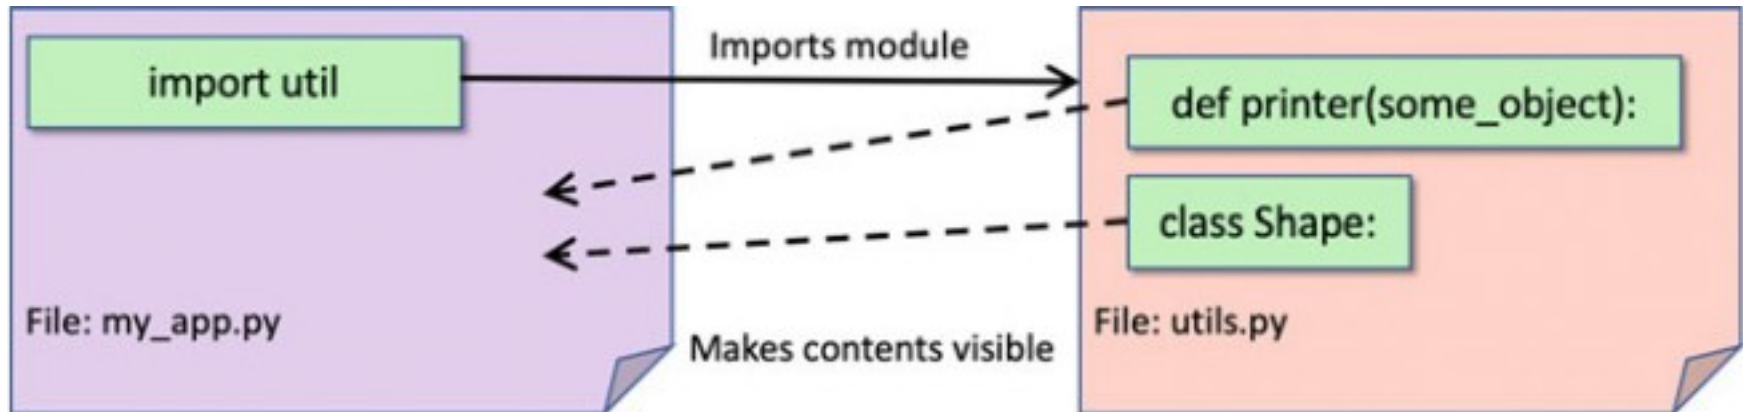 import util
File: my_app.py
Imports module
Makes contents visible
def printer(some_object):
class Shape:
File: utils.py